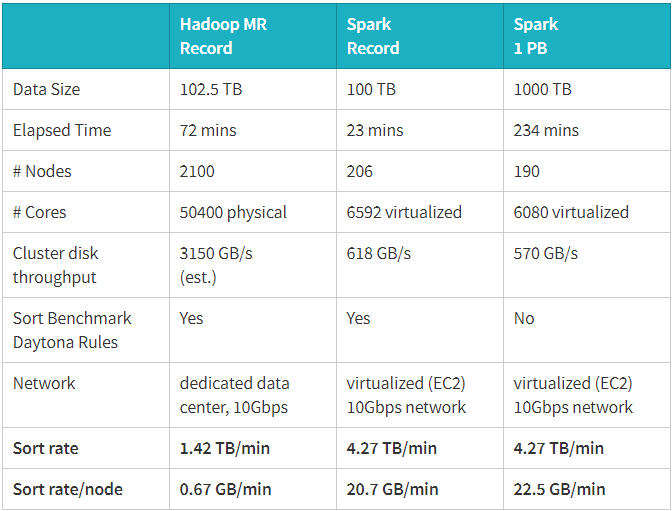 Hadoop MR Record Spark Record Spark 1 PB
Data Size 102.5 TB 100 TB 1000 TB
Elapsed Time 72 mins 23 mins 234 mins
# Nodes 2100 206 190
# Cores 50400 physical 6592 virtualized 6080 virtualized
Cluster disk throughput 3150 GB/s (est.) 618 GB/s 570 GB/s
Sort Benchmark Daytona Rules Yes Yes No
Network dedicated data center, 10Gbps virtualized (EC2) 10Gbps network virtualized (EC2) 10Gbps network
Sort rate 1.42 TB/min 4.27 TB/min 4.27 TB/min
Sort rate/node 0.67 GB/min 20.7 GB/min 22.5 GB/min